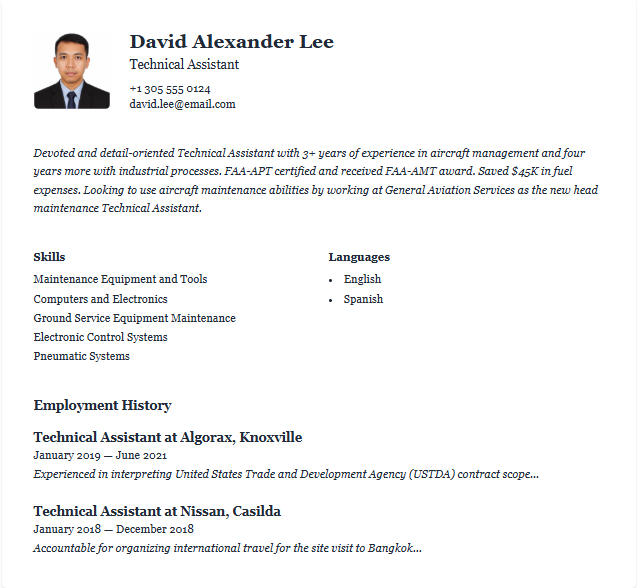 David Alexander Lee
Technical Assistant
+1 305 555 0124
david.lee@email.com
Devoted and detail-oriented Technical Assistant with 3+ years of experience in aircraft management and four
years more with industrial processes. FAA-APT certified and received FAA-AMT award. Saved $45K in fuel
expenses. Looking to use aircraft maintenance abilities by working at General Aviation Services as the new head
maintenance Technical Assistant.
Skills
Maintenance Equipment and Tools
Computers and Electronics
Ground Service Equipment Maintenance
Electronic Control Systems
Pneumatic Systems
Languages
• English
• Spanish
Employment History
Technical Assistant at Algorax, Knoxville
January 2019 — June 2021
Experienced in interpreting United States Trade and Development Agency (USTDA) contract scope...
Technical Assistant at Nissan, Casilda
January 2018 — December 2018
Accountable for organizing international travel for the site visit to Bangkok...